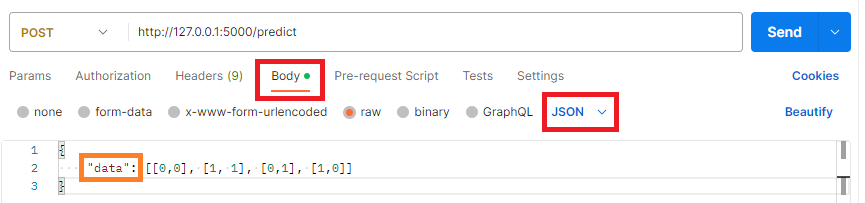 POST http://127.0.0.1:5000/predict Send
Params Authorization Headers (9) Body Pre-request Script Tests Settings Cookies
none form-data x-www-form-urlencoded raw binary GraphQL JSON Beautify
1 {
2 "data": [[0,0], [1, 1], [0,1], [1,0]]
3 }